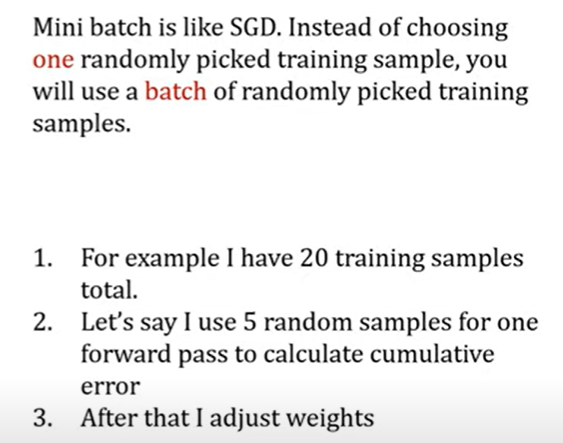 Mini batch is like SGD. Instead of choosing
one randomly picked training sample, you
will use a batch of randomly picked training
samples.
1. For example I have 20 training samples
total.
2. Let's say I use 5 random samples for one
forward pass to calculate cumulative
error
3. After that I adjust weights